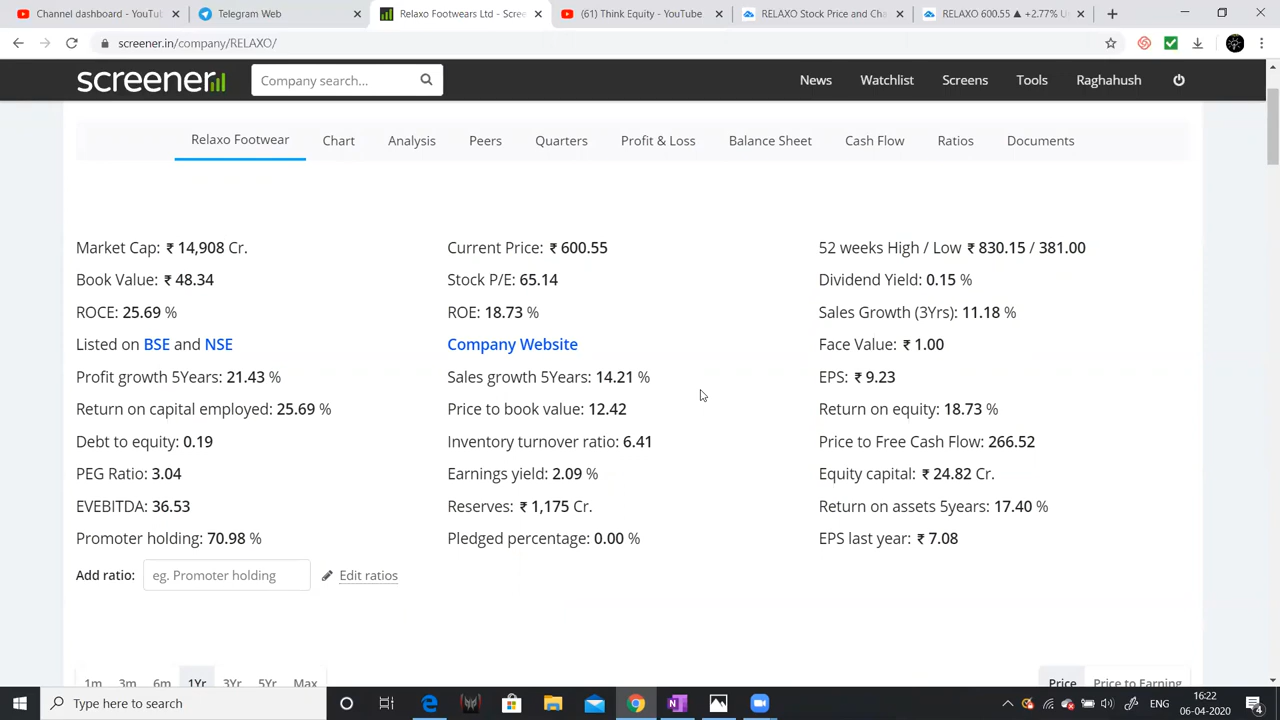 Channel dashboard - YouTu
Telegram Web
Relaxo Footwears Ltd - Scree
(61) Think Equity - YouTube
RELAXO Stock Price and Cha
RELAXO 600.55 ▲ +2.77% U
screener.in/company/RELAXO/
screener
Company search...
News
Watchlist
Screens
Tools
Raghahush
Relaxo Footwear
Chart
Analysis
Peers
Quarters
Profit & Loss
Balance Sheet
Cash Flow
Ratios
Documents
Market Cap: ₹ 14,908 Cr.
Current Price: ₹ 600.55
52 weeks High / Low ₹ 830.15 / 381.00
Book Value: ₹ 48.34
Stock P/E: 65.14
Dividend Yield: 0.15 %
ROCE: 25.69 %
ROE: 18.73 %
Sales Growth (3Yrs): 11.18 %
Listed on BSE and NSE
Company Website
Face Value: ₹ 1.00
Profit growth 5Years: 21.43 %
Sales growth 5Years: 14.21 %
EPS: ₹ 9.23
Return on capital employed: 25.69 %
Price to book value: 12.42
Return on equity: 18.73 %
Debt to equity: 0.19
Inventory turnover ratio: 6.41
Price to Free Cash Flow: 266.52
PEG Ratio: 3.04
Earnings yield: 2.09 %
Equity capital: ₹ 24.82 Cr.
EVEBITDA: 36.53
Reserves: ₹ 1,175 Cr.
Return on assets 5years: 17.40 %
Promoter holding: 70.98 %
Pledged percentage: 0.00 %
EPS last year: ₹ 7.08
Add ratio:
eg. Promoter holding
Edit ratios
1m
3m
6m
1Yr
3Yr
5Yr
Max
Price
Price to Earning
Type here to search
ENG
16:22
06-04-2020
4